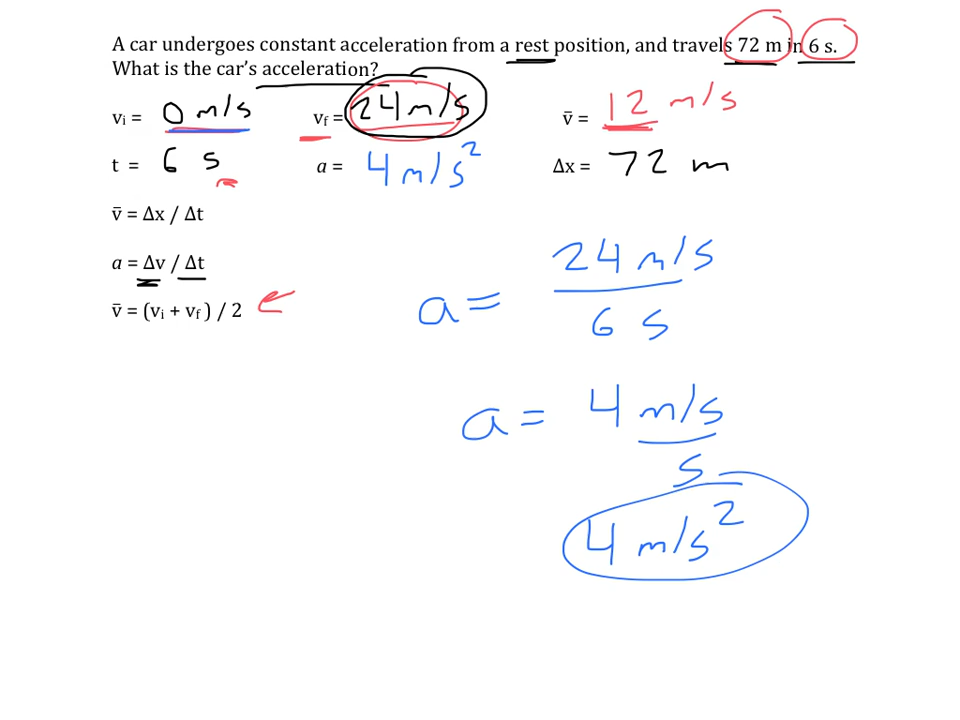 A car undergoes constant acceleration from a rest position, and travels 72 m in 6 s.
What is the car's acceleration?
vᵢ = 0 m/s v_f = 24 m/s v̄ = 12 m/s
t = 6 s a = 4 m/s² Δx = 72 m
v̄ = Δx / Δt
a = Δv / Δt
v̄ = (vᵢ + v_f ) / 2
24 m/s
a =
6 s
a = 4 m/s
s
4 m/s²